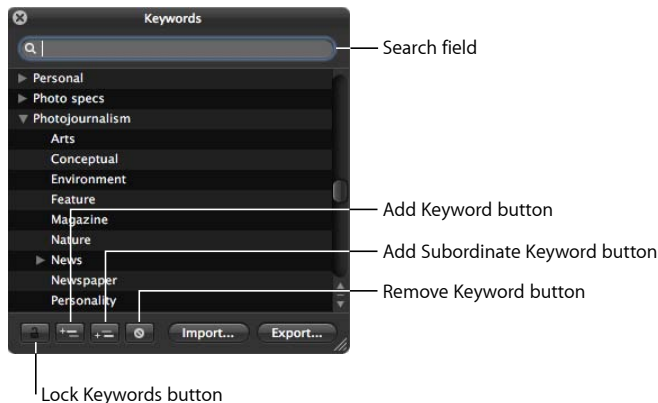 Keywords
Search field
Personal
Photo specs
Photojournalism
Arts
Conceptual
Environment
Feature
Magazine
Add Keyword button
Nature
News
Add Subordinate Keyword button
Newspaper
Remove Keyword button
Personality
Import... Export...
Lock Keywords button